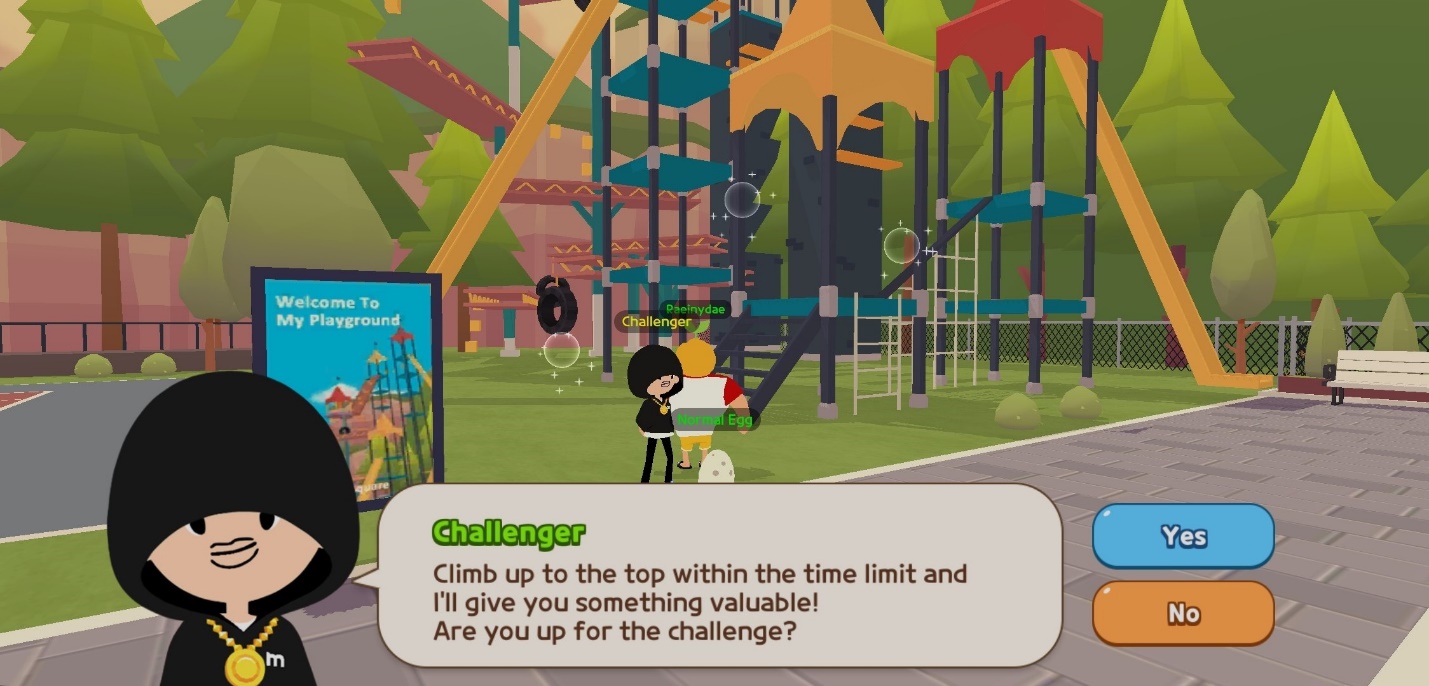 Welcome To
My Playground
Raeinydae
Challenger
Normal Egg
m
Challenger
Climb up to the top within the time limit and
I'll give you something valuable!
Are you up for the challenge?
Yes
No